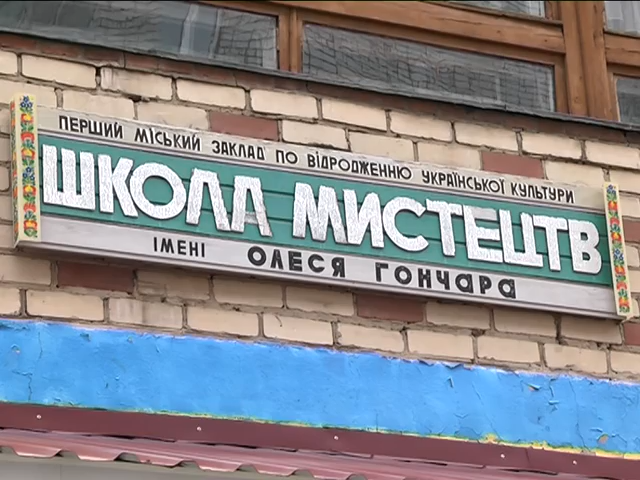 ПЕРШИЙ МІСЬКИЙ ЗАКЛАД ПО ВІДРОДЖЕННЮ УКРАЇНСЬКОЇ КУЛЬТУРИ
ШКОЛА МИСТЕЦТВ
ІМЕНІ ОЛЕСЯ ГОНЧАРА